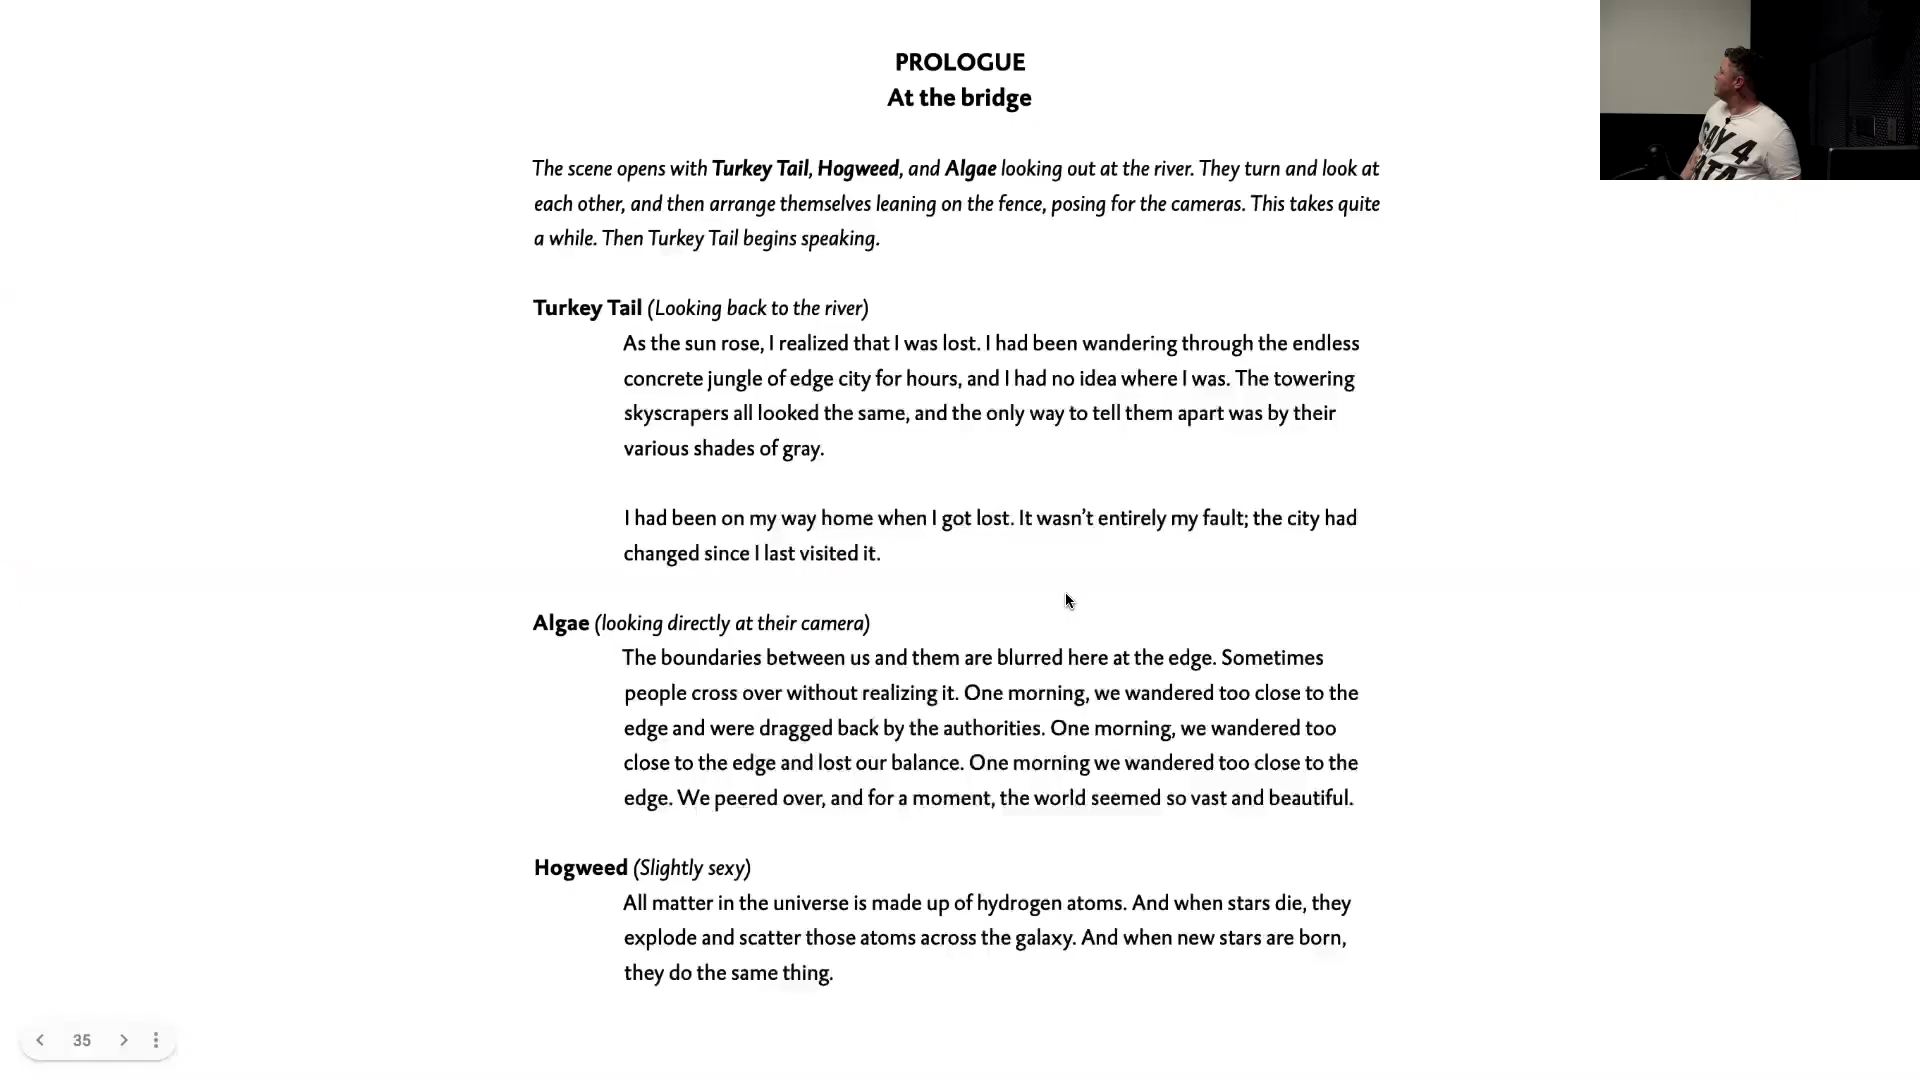 PROLOGUE
At the bridge
The scene opens with Turkey Tail, Hogweed, and Algae looking out at the river. They turn and look at
each other, and then arrange themselves leaning on the fence, posing for the cameras. This takes quite
a while. Then Turkey Tail begins speaking.
Turkey Tail (Looking back to the river)
As the sun rose, I realized that I was lost. I had been wandering through the endless
concrete jungle of edge city for hours, and I had no idea where I was. The towering
skyscrapers all looked the same, and the only way to tell them apart was by their
various shades of gray.
I had been on my way home when I got lost. It wasn’t entirely my fault; the city had
changed since I last visited it.
Algae (looking directly at their camera)
The boundaries between us and them are blurred here at the edge. Sometimes
people cross over without realizing it. One morning, we wandered too close to the
edge and were dragged back by the authorities. One morning, we wandered too
close to the edge and lost our balance. One morning we wandered too close to the
edge. We peered over, and for a moment, the world seemed so vast and beautiful.
Hogweed (Slightly sexy)
All matter in the universe is made up of hydrogen atoms. And when stars die, they
explode and scatter those atoms across the galaxy. And when new stars are born,
they do the same thing.
35
SAY 4